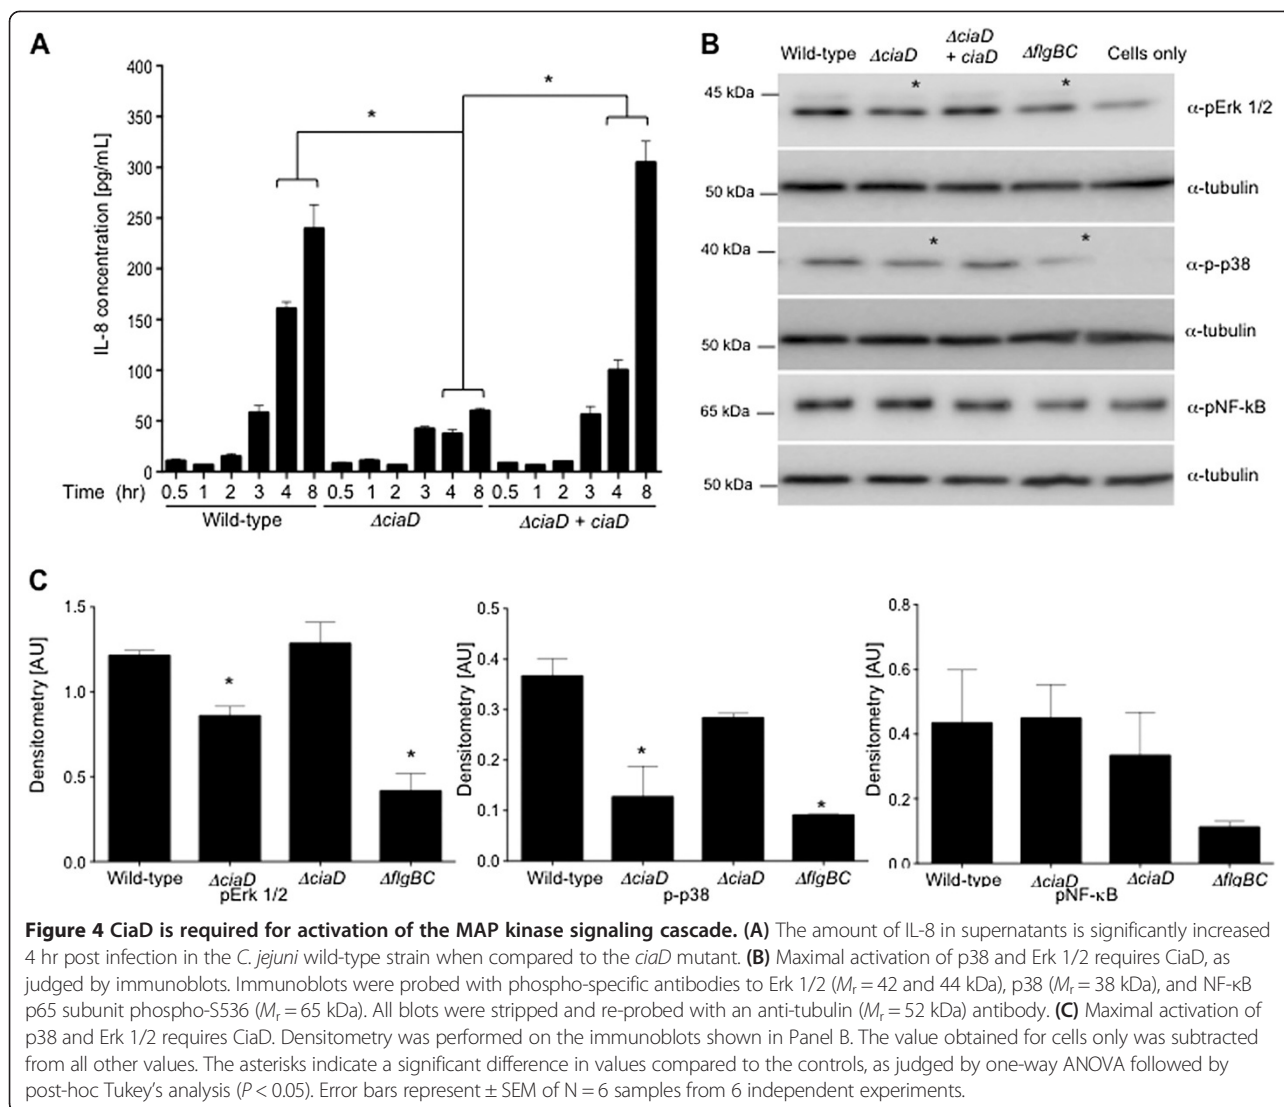 A
IL-8 concentration [pg/mL]
400
350
300
250
200
150
100
50
0
*
*
Time (hr) 0.5 1 2 3 4 8 0.5 1 2 3 4 8 0.5 1 2 3 4 8
Wild-type ΔciaD ΔciaD + ciaD
B
Wild-type ΔciaD ΔciaD + ciaD ΔflgBC Cells only
45 kDa * * α-pErk 1/2
50 kDa α-tubulin
40 kDa * * α-p-p38
50 kDa α-tubulin
65 kDa α-pNF-kB
50 kDa α-tubulin
C
Densitometry [AU]
1.5
1.0
0.5
0.0
* *
Wild-type ΔciaD ΔciaD ΔflgBC
pErk 1/2
Densitometry [AU]
0.5
0.4
0.3
0.2
0.1
0.0
* *
Wild-type ΔciaD ΔciaD ΔflgBC
p-p38
Densitometry [AU]
0.8
0.6
0.4
0.2
0.0
Wild-type ΔciaD ΔciaD ΔflgBC
pNF-κB
Figure 4 CiaD is required for activation of the MAP kinase signaling cascade. (A) The amount of IL-8 in supernatants is significantly increased
4 hr post infection in the C. jejuni wild-type strain when compared to the ciaD mutant. (B) Maximal activation of p38 and Erk 1/2 requires CiaD, as
judged by immunoblots. Immunoblots were probed with phospho-specific antibodies to Erk 1/2 (Mr = 42 and 44 kDa), p38 (Mr = 38 kDa), and NF-κB
p65 subunit phospho-S536 (Mr = 65 kDa). All blots were stripped and re-probed with an anti-tubulin (Mr = 52 kDa) antibody. (C) Maximal activation of
p38 and Erk 1/2 requires CiaD. Densitometry was performed on the immunoblots shown in Panel B. The value obtained for cells only was subtracted
from all other values. The asterisks indicate a significant difference in values compared to the controls, as judged by one-way ANOVA followed by
post-hoc Tukey's analysis (P < 0.05). Error bars represent ± SEM of N = 6 samples from 6 independent experiments.